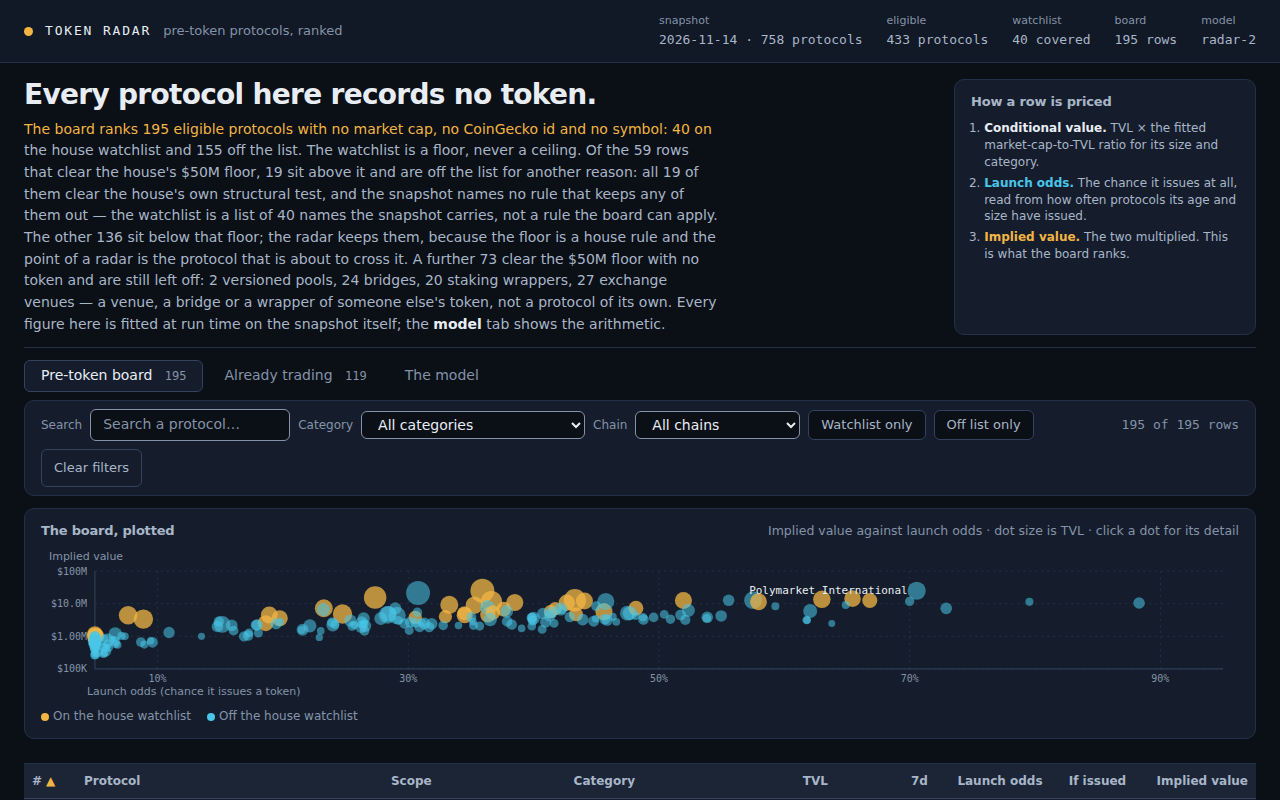 TOKEN RADAR pre-token protocols, ranked
snapshot eligible watchlist board model
2026-11-14 · 758 protocols 433 protocols 40 covered 195 rows radar-2
Every protocol here records no token.
The board ranks 195 eligible protocols with no market cap, no CoinGecko id and no symbol: 40 on
the house watchlist and 155 off the list. The watchlist is a floor, never a ceiling. Of the 59 rows
that clear the house's $50M floor, 19 sit above it and are off the list for another reason: all 19 of
them clear the house's own structural test, and the snapshot names no rule that keeps any of
them out — the watchlist is a list of 40 names the snapshot carries, not a rule the board can apply.
The other 136 sit below that floor; the radar keeps them, because the floor is a house rule and the
point of a radar is the protocol that is about to cross it. A further 73 clear the $50M floor with no
token and are still left off: 2 versioned pools, 24 bridges, 20 staking wrappers, 27 exchange
venues — a venue, a bridge or a wrapper of someone else's token, not a protocol of its own. Every
figure here is fitted at run time on the snapshot itself; the model tab shows the arithmetic.
How a row is priced
1. Conditional value. TVL × the fitted
market-cap-to-TVL ratio for its size and
category.
2. Launch odds. The chance it issues at all,
read from how often protocols its age and
size have issued.
3. Implied value. The two multiplied. This
is what the board ranks.
Pre-token board 195 Already trading 119 The model
Search Search a protocol... Category All categories Chain All chains Watchlist only Off list only 195 of 195 rows
Clear filters
The board, plotted Implied value against launch odds · dot size is TVL · click a dot for its detail
Implied value
$100M
$10.0M
$1.00M
$100K
Polymarket International
10% 30% 50% 70% 90%
Launch odds (chance it issues a token)
On the house watchlist Off the house watchlist
# ▲ Protocol Scope Category TVL 7d Launch odds If issued Implied value